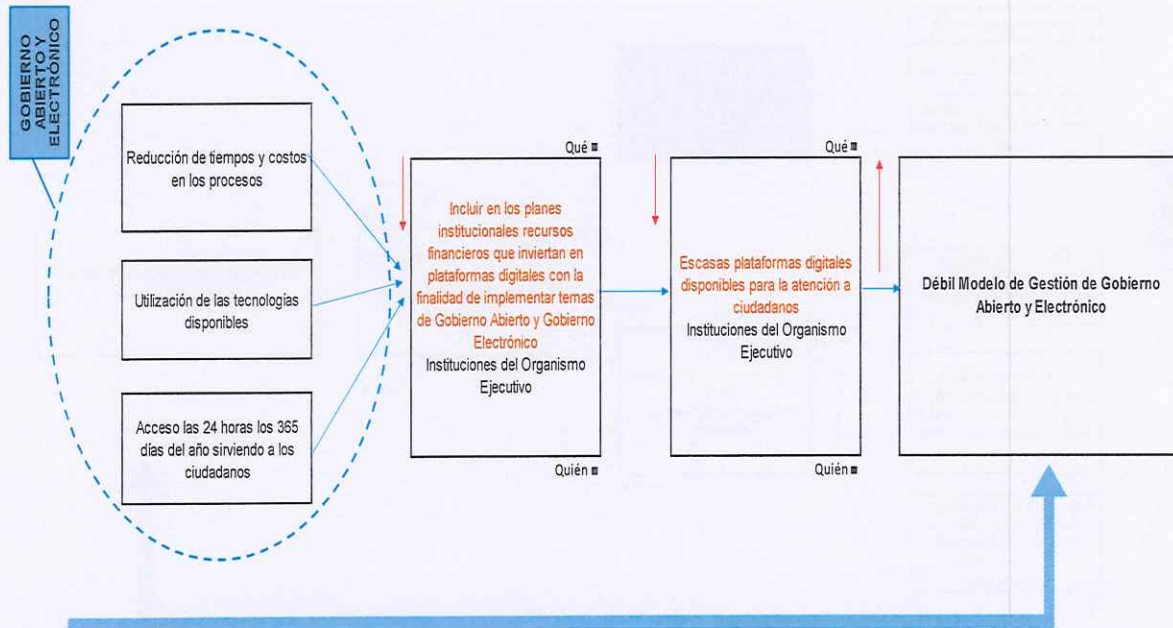 GOBIERNO
ABIERTO Y
ELECTRÓNICO
Reducción de tiempos y costos
en los procesos
Utilización de las tecnologías
disponibles
Acceso las 24 horas los 365
días del año sirviendo a los
ciudadanos
Qué
Incluir en los planes
institucionales recursos
financieros que inviertan en
plataformas digitales con la
finalidad de implementar temas
de Gobierno Abierto y Gobierno
Electrónico
Instituciones del Organismo
Ejecutivo
Quién
Qué
Escasas plataformas digitales
disponibles para la atención a
ciudadanos
Instituciones del Organismo
Ejecutivo
Quién
Débil Modelo de Gestión de Gobierno
Abierto y Electrónico